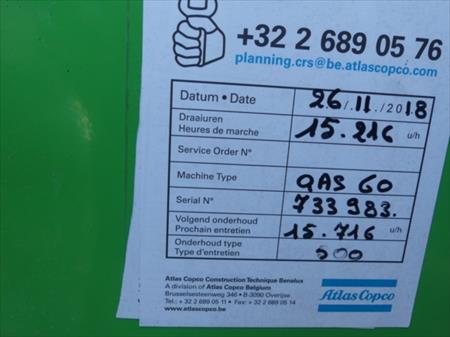 +32 2 689 05 76
planning.crs@be.atlascopco.com
Datum • Date 26/.11./2018
Draaiuren
Heures de marche 15.216 u/h
Service Order N°
Machine Type QAS 60
Serial N° 733983.
Volgend onderhoud
Prochain entretien 15.716 u/h
Onderhoud type
Type d'entretien 500
Atlas Copco Construction Technique Benelux
A division of Atlas Copco Belgium
Brusselsesteenweg 346 • B-3090 Overijse
Tel.: + 32 2 689 05 11 • Fax: + 32 2 689 05 14
www.atlascopco.be
Atlas Copco